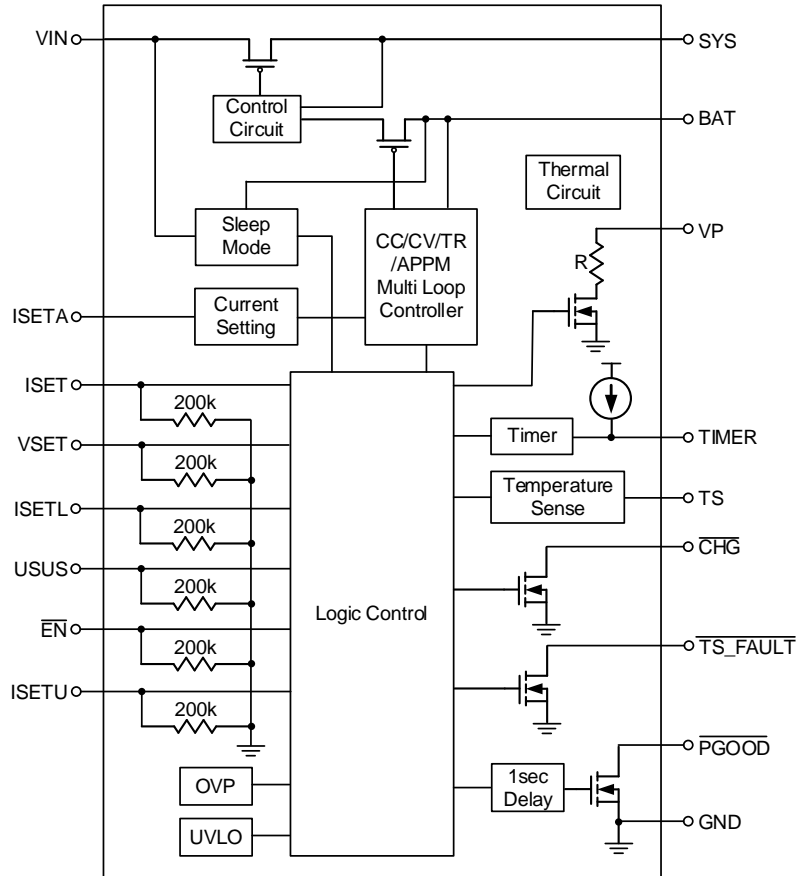 VIN
SYS
Control
Circuit
BAT
Thermal
Circuit
Sleep
Mode
CC/CV/TR
/APPM
Multi Loop
Controller
VP
R
ISETA
Current
Setting
ISET
200k
VSET
200k
ISETL
200k
USUS
200k
EN
200k
ISETU
200k
Logic Control
Timer
TIMER
Temperature
Sense
TS
CHG
TS_FAULT
PGOOD
1sec
Delay
GND
OVP
UVLO